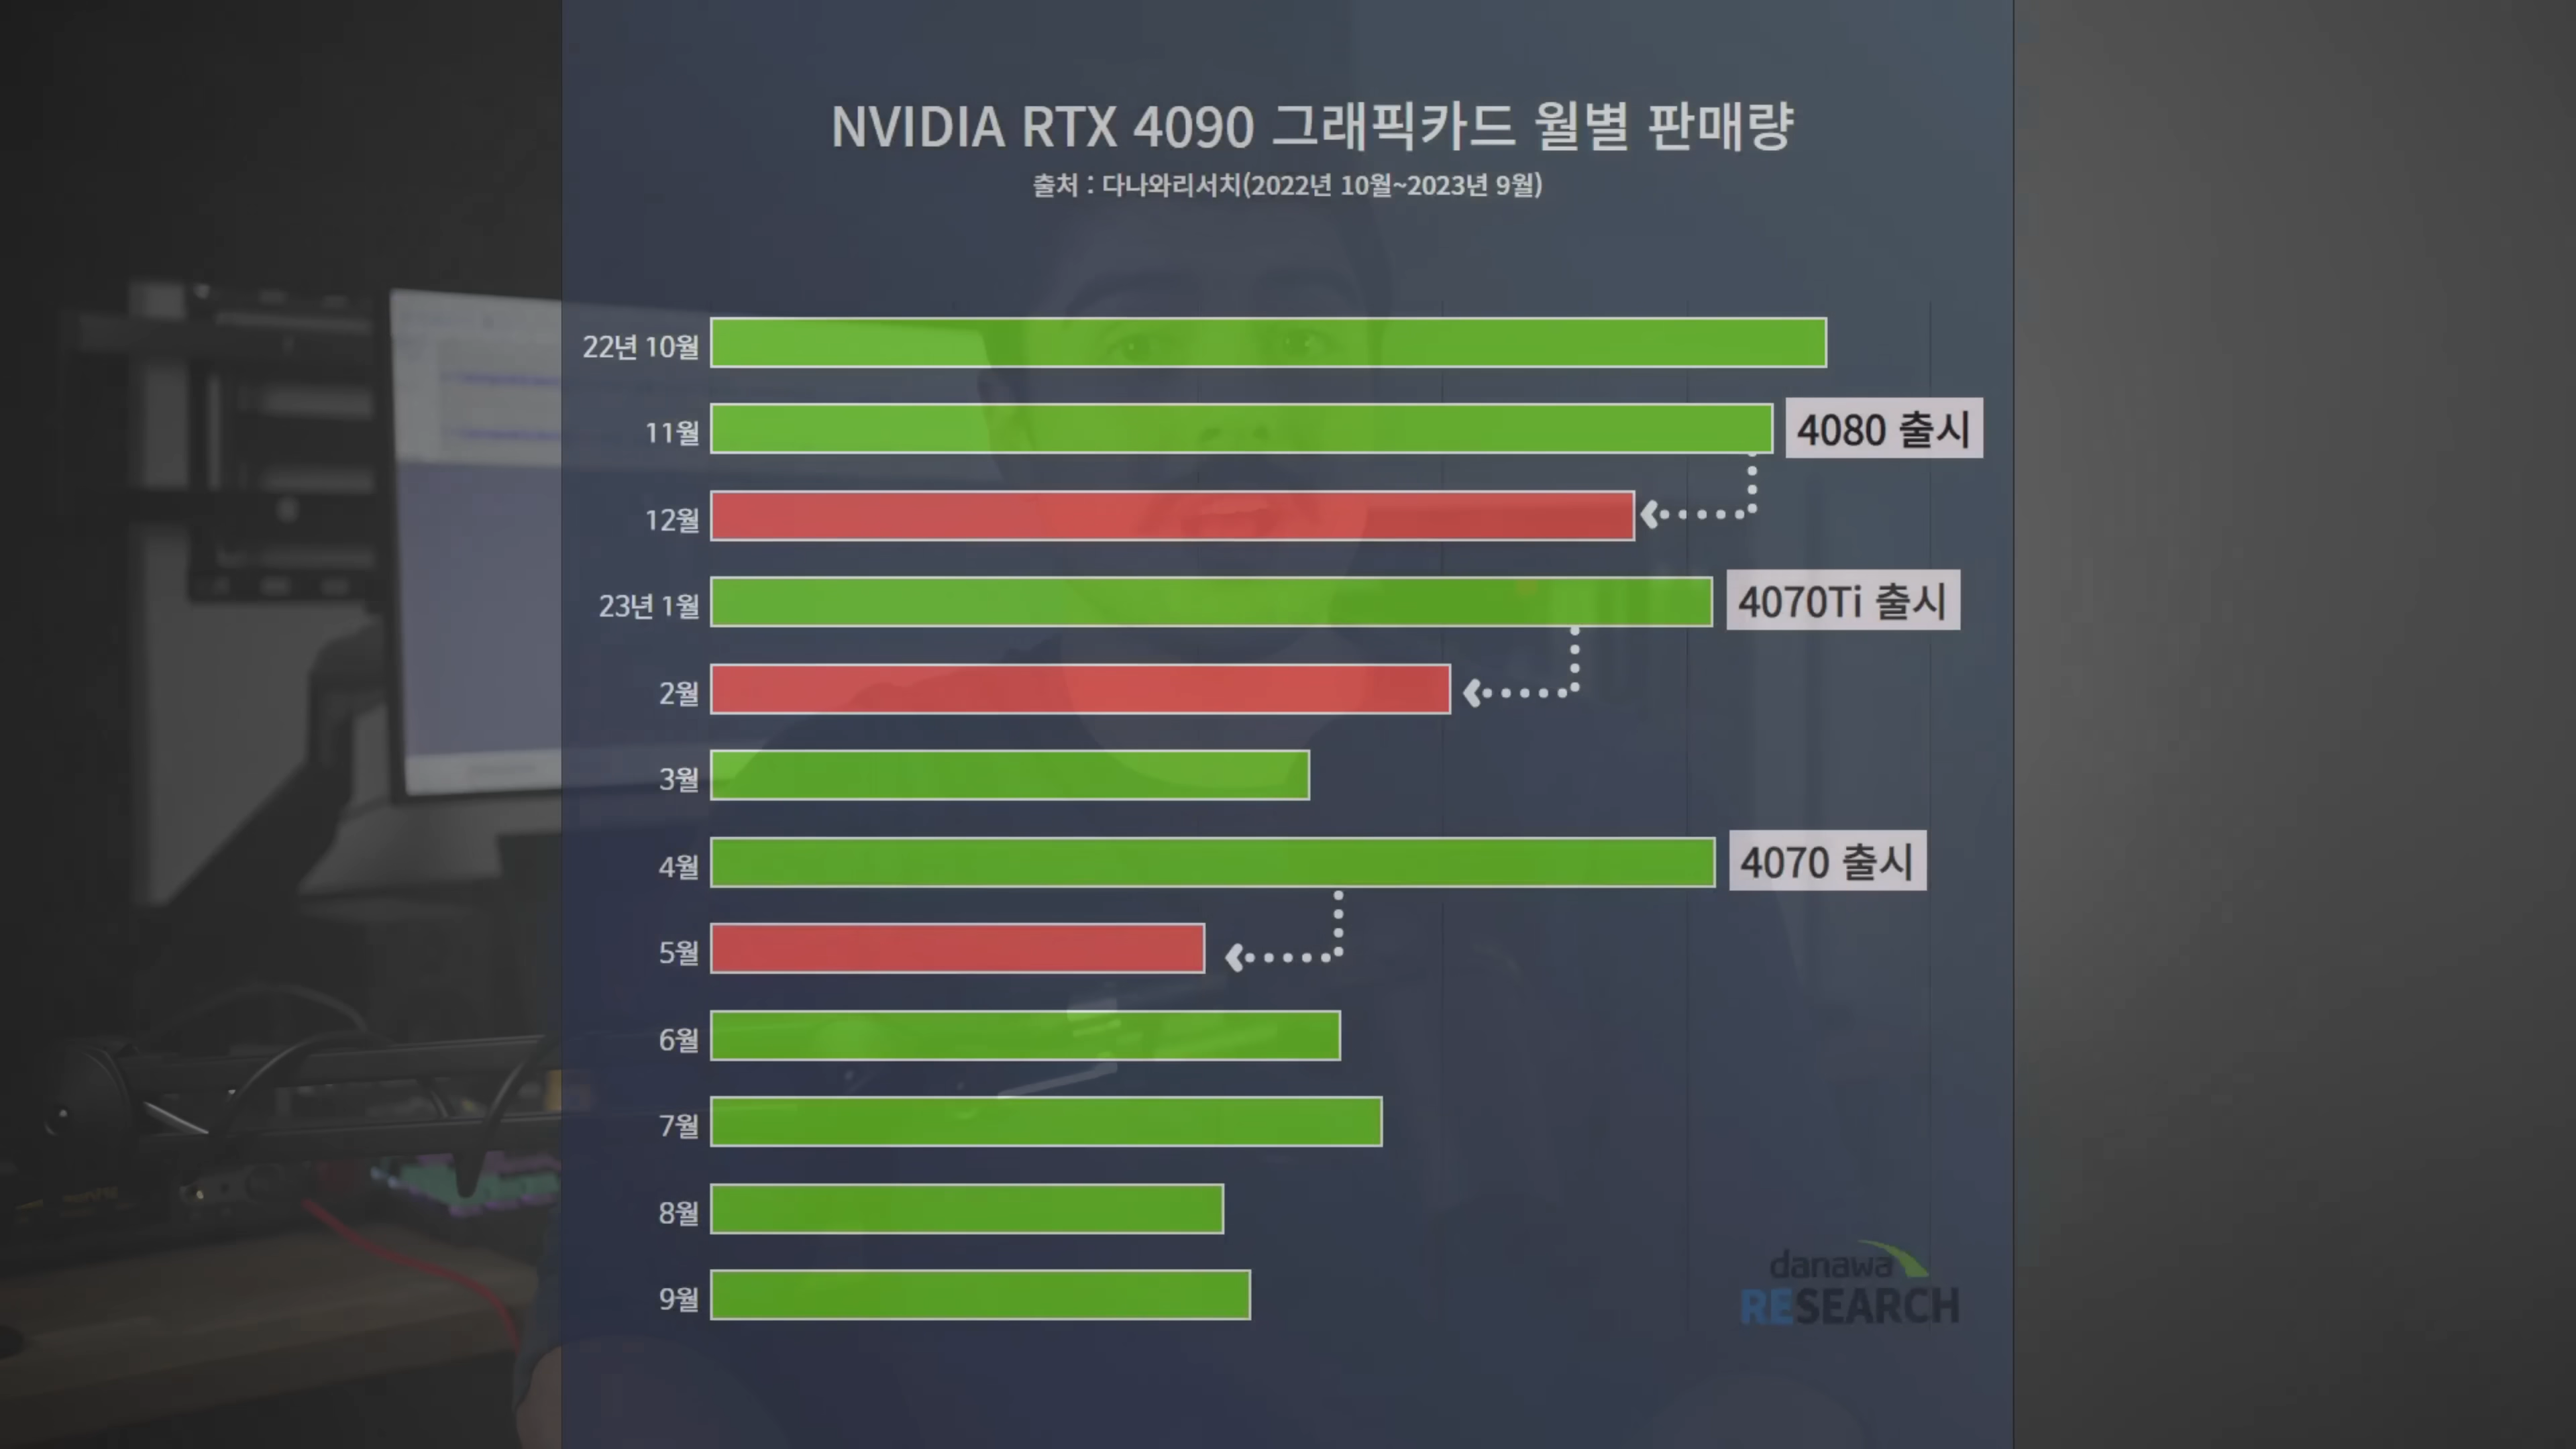 NVIDIA RTX 4090 그래픽카드 월별 판매량
출처 : 다나와리서치(2022년 10월~2023년 9월)
22년 10월
11월
4080 출시
12월
23년 1월
4070Ti 출시
2월
3월
4월
4070 출시
5월
6월
7월
8월
9월
danawa
RESEARCH